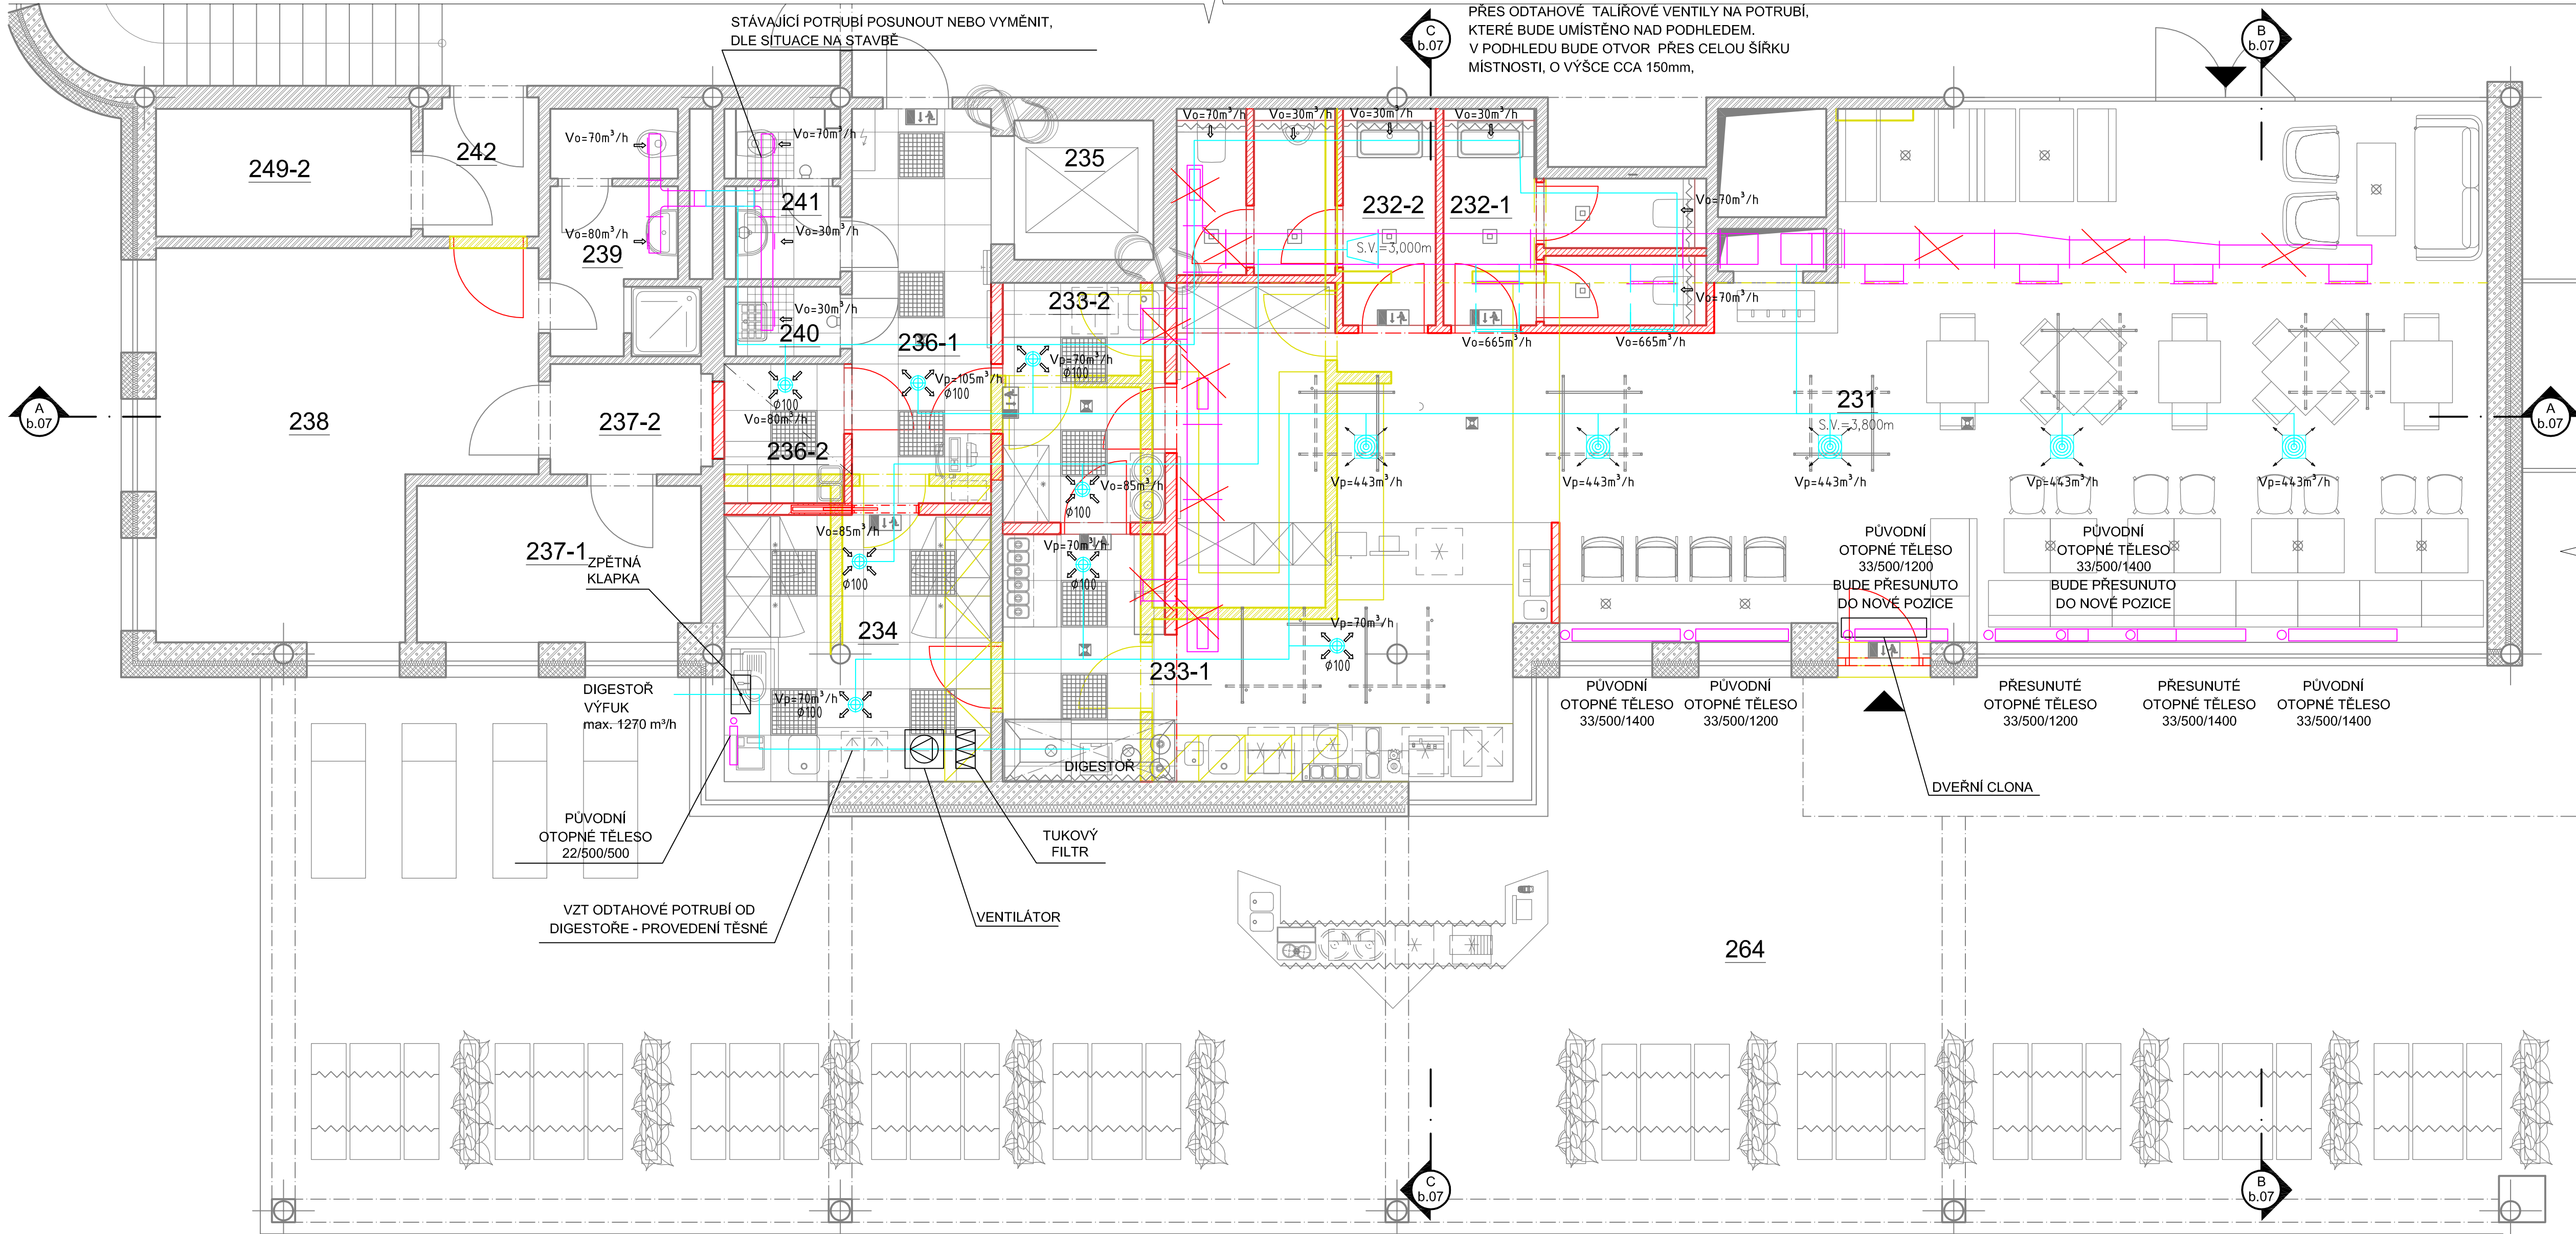 STÁVAJÍCÍ POTRUBÍ POSUNOUT NEBO VYMĚNIT,
DLE SITUACE NA STAVBĚ
PŘES ODTAHOVÉ TALÍŘOVÉ VENTILY NA POTRUBÍ,
KTERÉ BUDE UMÍSTĚNO NAD PODHLEDEM.
V PODHLEDU BUDE OTVOR PŘES CELOU ŠÍŘKU
MÍSTNOSTI, O VÝŠCE CCA 150mm,
C
b.07
B
b.07
249-2
242
Vo=70m³/h
Vo=70m³/h
235
Vo=70m³/h
Vo=30m³/h
Vo=30m³/h
Vo=30m³/h
241
232-2
232-1
Vo=70m³/h
Vo=80m³/h
239
Vo=30m³/h
S.V.=3,000m
233-2
Vo=30m³/h
240
236-1
Vo=70m³/h
Vo=665m³/h
Vo=665m³/h
Vp=70m³/h
ϕ100
Vp=105m³/h
ϕ100
ϕ100
Vo=80m³/h
A
b.07
238
237-2
236-2
231
S.V.=3,800m
A
b.07
Vo=85m³/h
ϕ100
Vp=443m³/h
Vp=443m³/h
Vp=443m³/h
Vp=443m³/h
Vp=443m³/h
237-1
Vo=85m³/h
ϕ100
Vp=70m³/h
ϕ100
ZPĚTNÁ
KLAPKA
PŮVODNÍ
OTOPNÉ TĚLESO
33/500/1200
BUDE PŘESUNUTO
DO NOVÉ POZICE
PŮVODNÍ
OTOPNÉ TĚLESO
33/500/1400
BUDE PŘESUNUTO
DO NOVÉ POZICE
234
Vp=70m³/h
ϕ100
233-1
DIGESTOŘ
VÝFUK
max. 1270 m³/h
Vp=70m³/h
ϕ100
PŮVODNÍ
OTOPNÉ TĚLESO
33/500/1400
PŮVODNÍ
OTOPNÉ TĚLESO
33/500/1200
PŘESUNUTÉ
OTOPNÉ TĚLESO
33/500/1200
PŘESUNUTÉ
OTOPNÉ TĚLESO
33/500/1400
PŮVODNÍ
OTOPNÉ TĚLESO
33/500/1400
DIGESTOŘ
DVEŘNÍ CLONA
PŮVODNÍ
OTOPNÉ TĚLESO
22/500/500
TUKOVÝ
FILTR
VZT ODTAHOVÉ POTRUBÍ OD
DIGESTOŘE - PROVEDENÍ TĚSNÉ
VENTILÁTOR
264
C
b.07
B
b.07